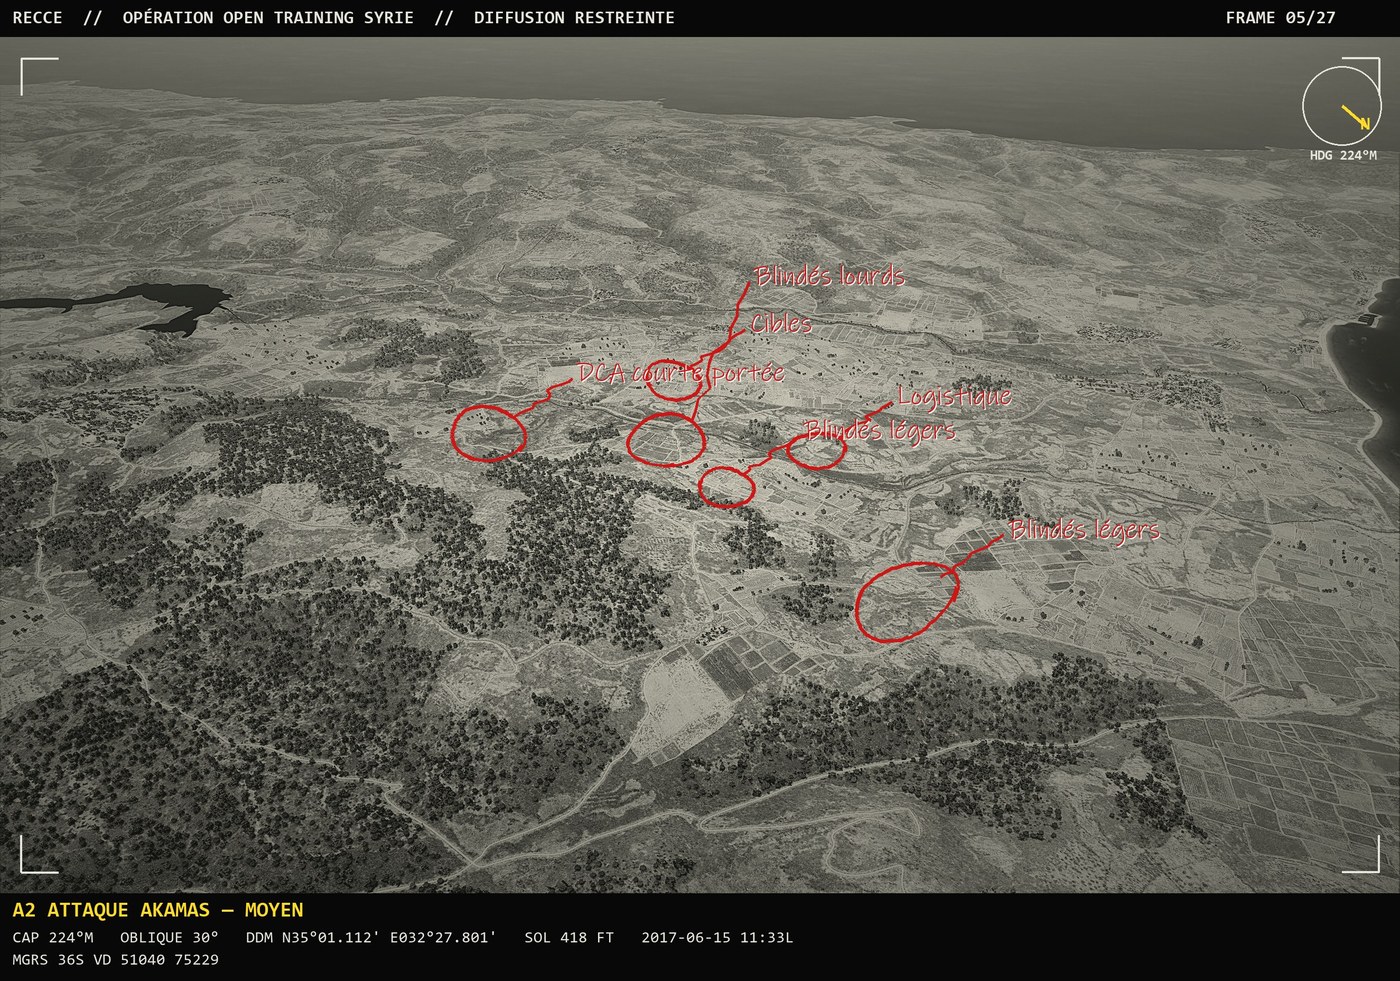 RECCE // OPÉRATION OPEN TRAINING SYRIE // DIFFUSION RESTREINTE FRAME 05/27
N
HDG 224°M
Blindés lourds
Cibles
DCA courte portée
Logistique
Blindés légers
Blindés légers
A2 ATTAQUE AKAMAS — MOYEN
CAP 224°M OBLIQUE 30° DDM N35°01.112' E032°27.801' SOL 418 FT 2017-06-15 11:33L
MGRS 36S VD 51040 75229